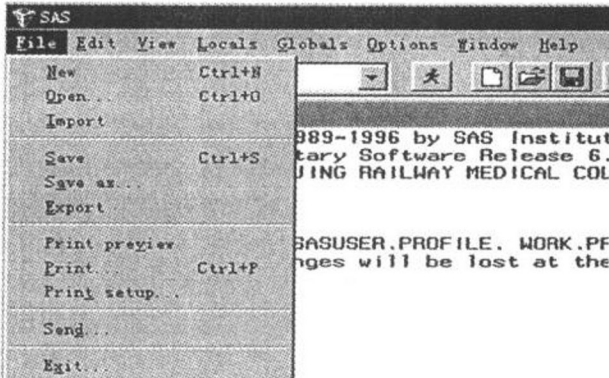 SAS
File Edit View Locals Globals Options Window Help
New Ctrl+N
Open... Ctrl+O
Import
Save Ctrl+S
Save as...
Export
Print preview
Print... Ctrl+P
Print setup...
Send...
Exit...
989-1996 by SAS Institut
tary Software Release 6.
JING RAILWAY MEDICAL COL
SASUSER.PROFILE. WORK.PR
nges will be lost at the